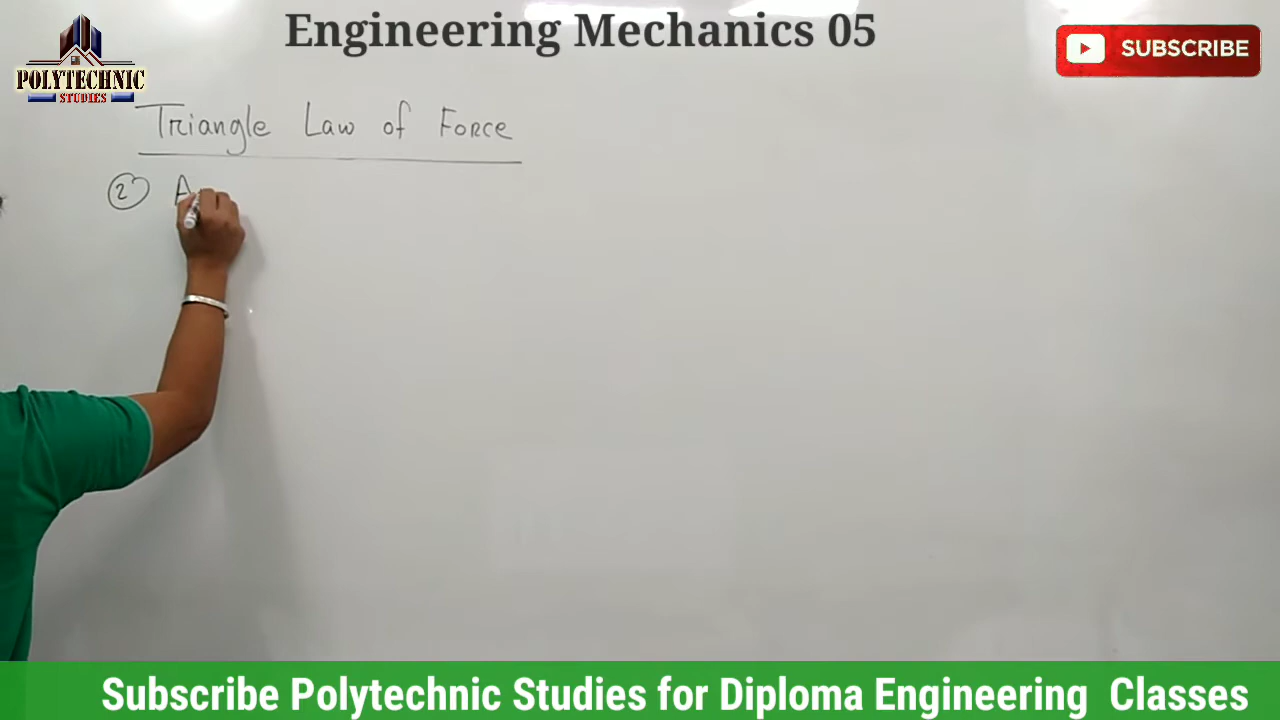 Engineering Mechanics 05
SUBSCRIBE
POLYTECHNIC
STUDIES
Triangle Law of Force
2 A
Subscribe Polytechnic Studies for Diploma Engineering Classes